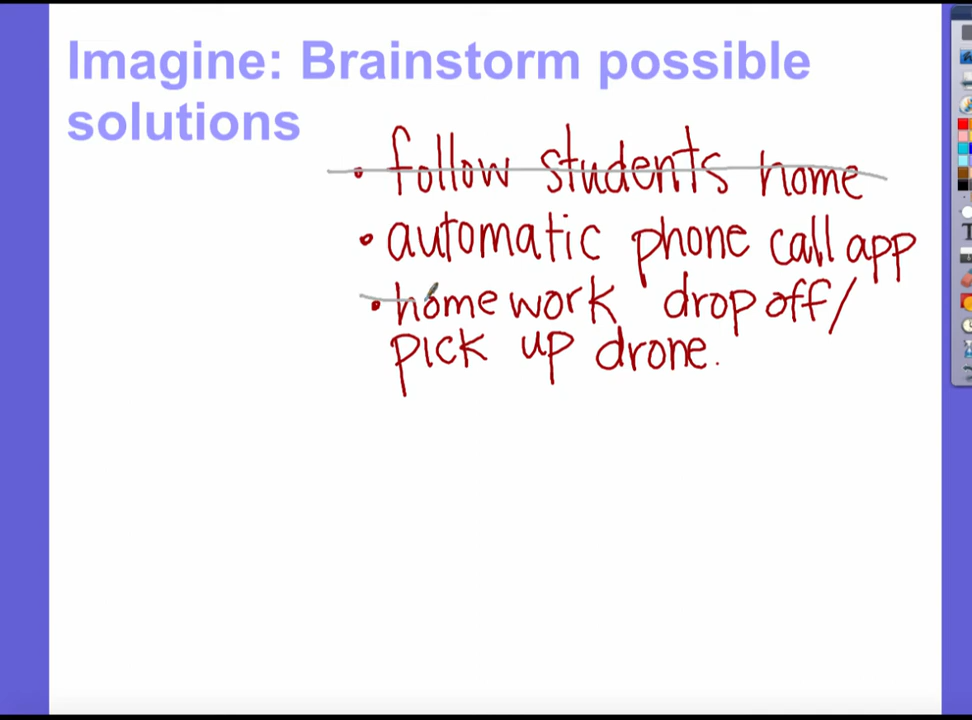 Imagine: Brainstorm possible
solutions
• follow students home
• automatic phone call app
• homework drop off/
pick up drone.